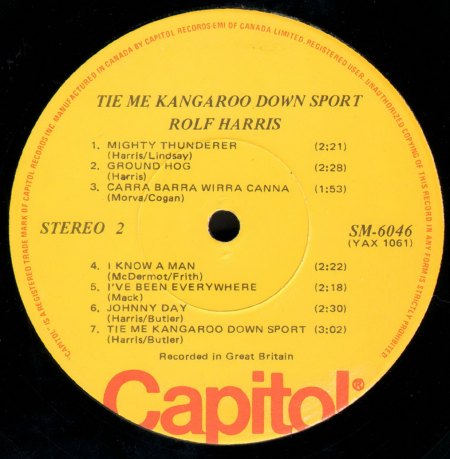 MANUFACTURED IN CANADA BY CAPITOL RECORDS-EMI OF CANADA LIMITED. REGISTERED USER. UNAUTHORIZED COPYING OF THE RECORD IN ANY FORM IS STRICTLY PROHIBITED
"CAPITOL" IS A REGISTERED TRADE MARK OF CAPITOL RECORDS INC.
TIE ME KANGAROO DOWN SPORT
ROLF HARRIS
1. MIGHTY THUNDERER (2:21)
(Harris/Lindsay)
2. GROUND HOG (2:28)
(Harris)
3. CARRA BARRA WIRRA CANNA (1:53)
(Morva/Cogan)
STEREO 2 SM-6046
(YAX 1061)
4. I KNOW A MAN (2:22)
(McDermot/Frith)
5. I'VE BEEN EVERYWHERE (2:18)
(Mack)
6. JOHNNY DAY (2:30)
(Harris/Butler)
7. TIE ME KANGAROO DOWN SPORT (3:02)
(Harris/Butler)
Recorded in Great Britain
Capitol®